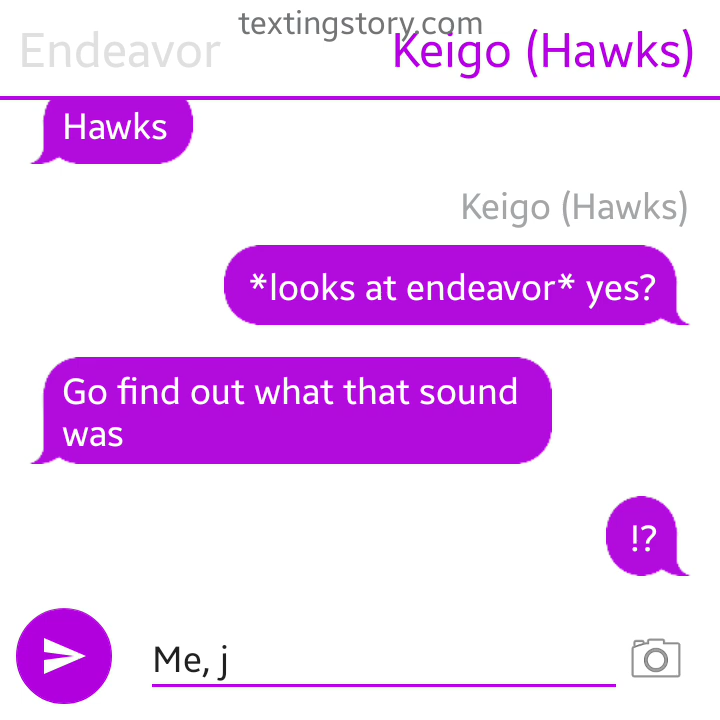 textingstory.com
Endeavor
Keigo (Hawks)
Hawks
Keigo (Hawks)
*looks at endeavor* yes?
Go find out what that sound
was
!?
Me, j